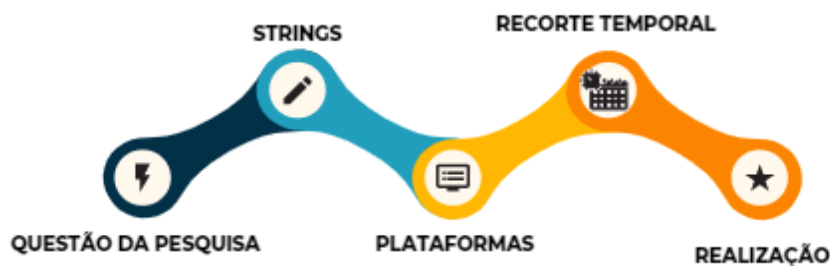 STRINGS
RECORTE TEMPORAL
QUESTÃO DA PESQUISA
PLATAFORMAS
REALIZAÇÃO